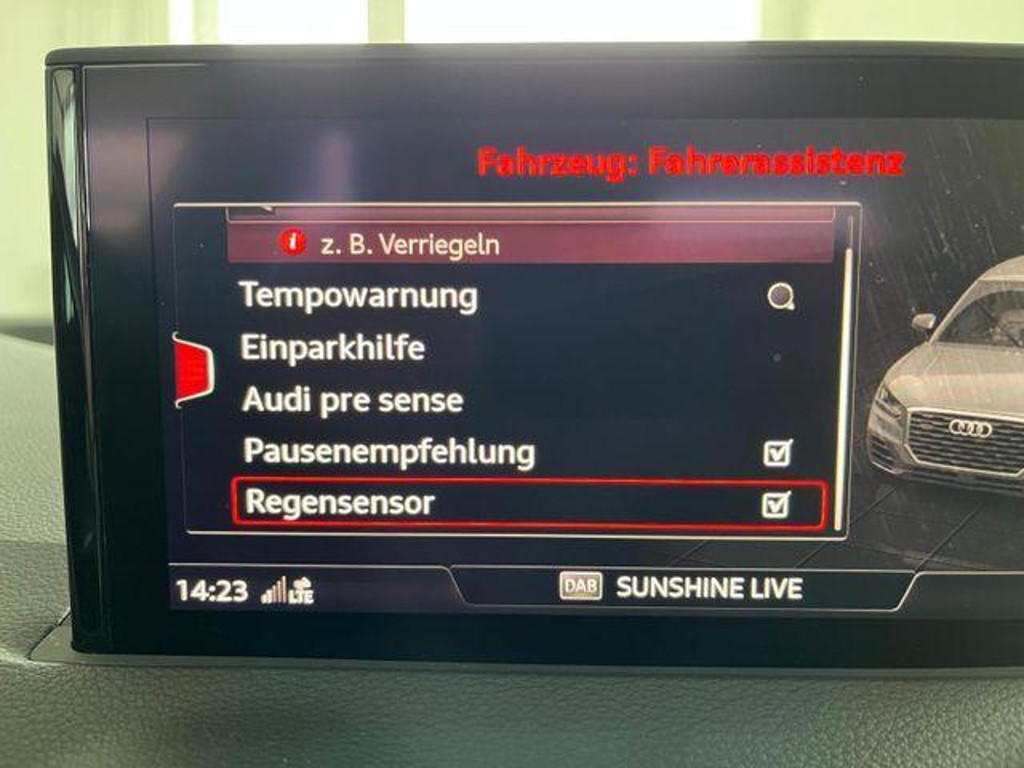 Fahrzeug: Fahrerassistenz
i z. B. Verriegeln
Tempowarnung
Einparkhilfe
Audi pre sense
Pausenempfehlung
Regensensor
14:23 LTE DAB SUNSHINE LIVE